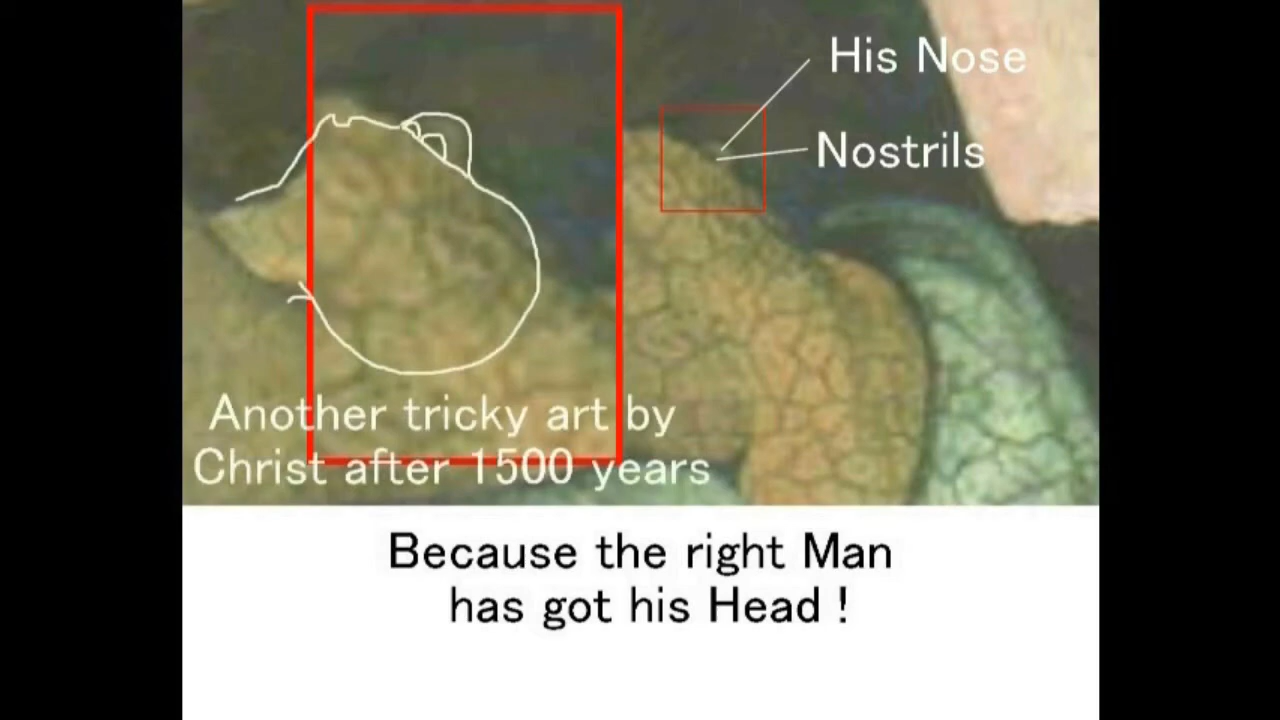 His Nose
Nostrils
Another tricky art by
Christ after 1500 years
Because the right Man
has got his Head !